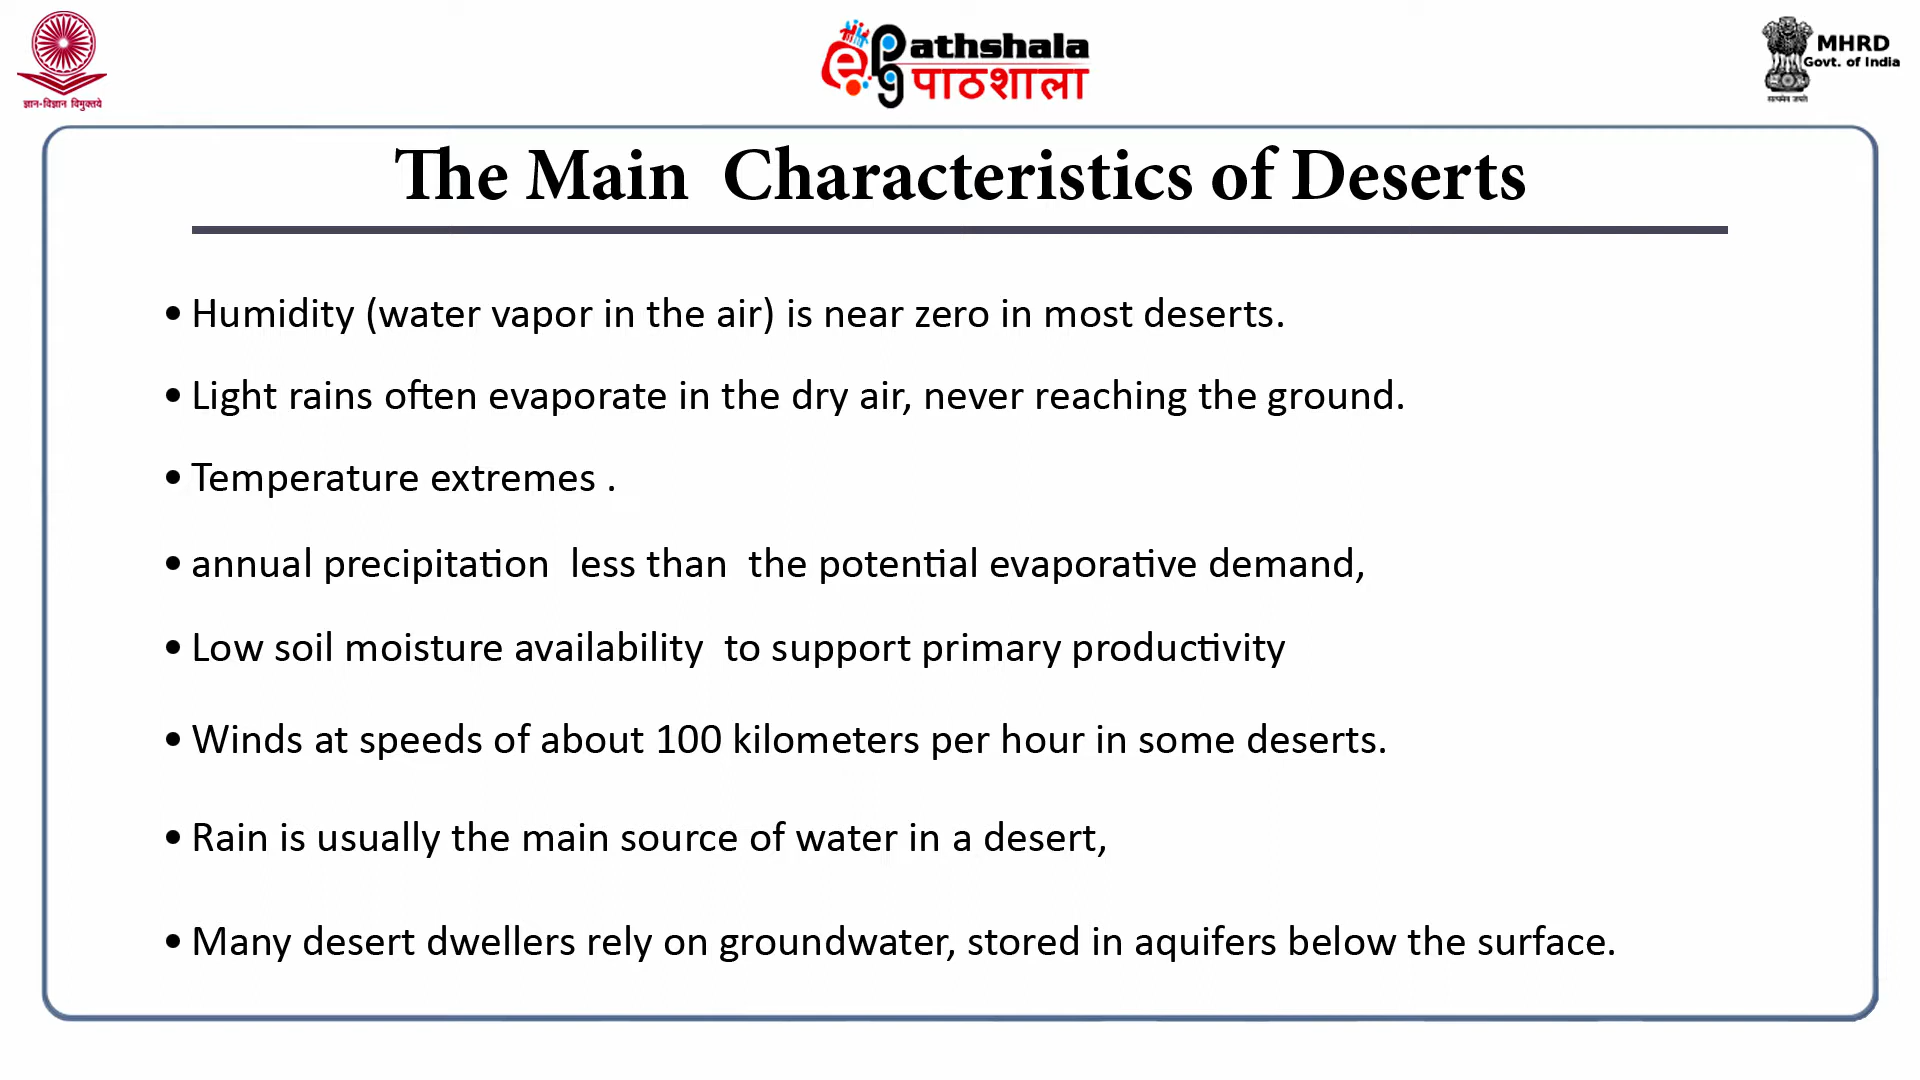 ज्ञान-विज्ञान विमुक्तये
e Pathshala
पाठशाला
MHRD
Govt. of India
सत्यमेव जयते
The Main Characteristics of Deserts
• Humidity (water vapor in the air) is near zero in most deserts.
• Light rains often evaporate in the dry air, never reaching the ground.
• Temperature extremes .
• annual precipitation less than the potential evaporative demand,
• Low soil moisture availability to support primary productivity
• Winds at speeds of about 100 kilometers per hour in some deserts.
• Rain is usually the main source of water in a desert,
• Many desert dwellers rely on groundwater, stored in aquifers below the surface.